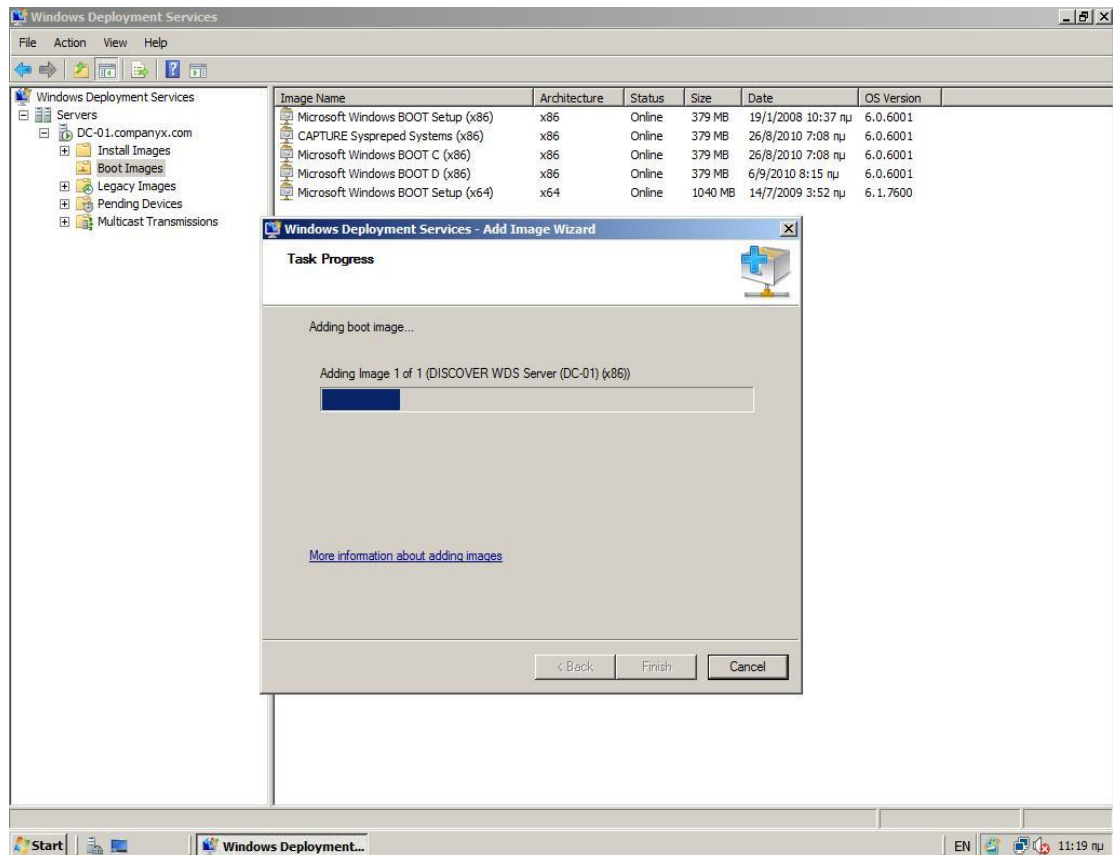 Windows Deployment Services
File Action View Help
Windows Deployment Services
Servers
DC-01.companyx.com
Install Images
Boot Images
Legacy Images
Pending Devices
Multicast Transmissions
Image Name Architecture Status Size Date OS Version
Microsoft Windows BOOT Setup (x86) x86 Online 379 MB 19/1/2008 10:37 πμ 6.0.6001
CAPTURE Syspreped Systems (x86) x86 Online 379 MB 26/8/2010 7:08 πμ 6.0.6001
Microsoft Windows BOOT C (x86) x86 Online 379 MB 26/8/2010 7:08 πμ 6.0.6001
Microsoft Windows BOOT D (x86) x86 Online 379 MB 6/9/2010 8:15 πμ 6.0.6001
Microsoft Windows BOOT Setup (x64) x64 Online 1040 MB 14/7/2009 3:52 πμ 6.1.7600
Windows Deployment Services - Add Image Wizard
Task Progress
Adding boot image...
Adding Image 1 of 1 (DISCOVER WDS Server (DC-01) (x86))
More information about adding images
< Back Finish Cancel
Start Windows Deployment... EN 11:19 πμ